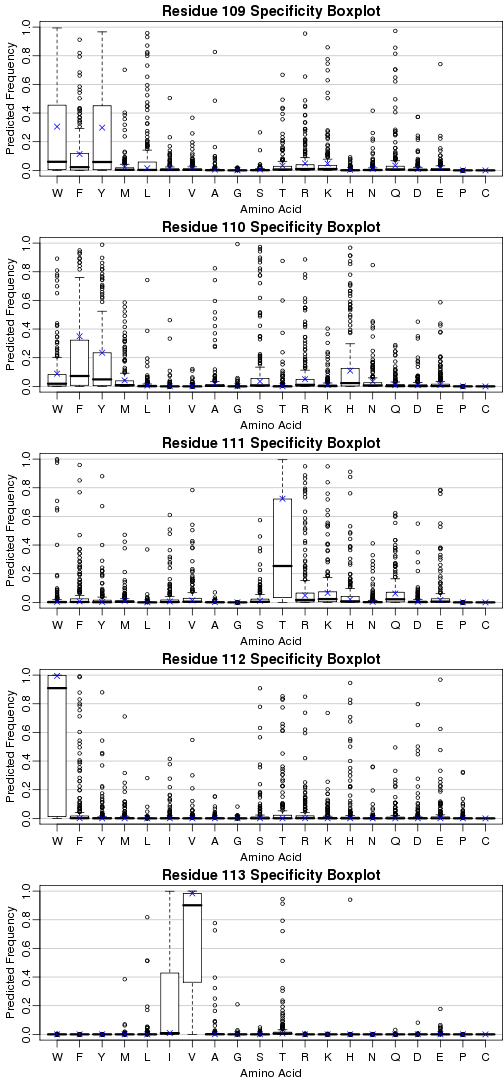 Residue 109 Specificity Boxplot
Predicted Frequency
0.0 0.2 0.4 0.6 0.8 1.0
W F Y M L I V A G S T R K H N Q D E P C
Amino Acid
Residue 110 Specificity Boxplot
Predicted Frequency
0.0 0.2 0.4 0.6 0.8 1.0
W F Y M L I V A G S T R K H N Q D E P C
Amino Acid
Residue 111 Specificity Boxplot
Predicted Frequency
0.0 0.2 0.4 0.6 0.8 1.0
W F Y M L I V A G S T R K H N Q D E P C
Amino Acid
Residue 112 Specificity Boxplot
Predicted Frequency
0.0 0.2 0.4 0.6 0.8 1.0
W F Y M L I V A G S T R K H N Q D E P C
Amino Acid
Residue 113 Specificity Boxplot
Predicted Frequency
0.0 0.2 0.4 0.6 0.8 1.0
W F Y M L I V A G S T R K H N Q D E P C
Amino Acid